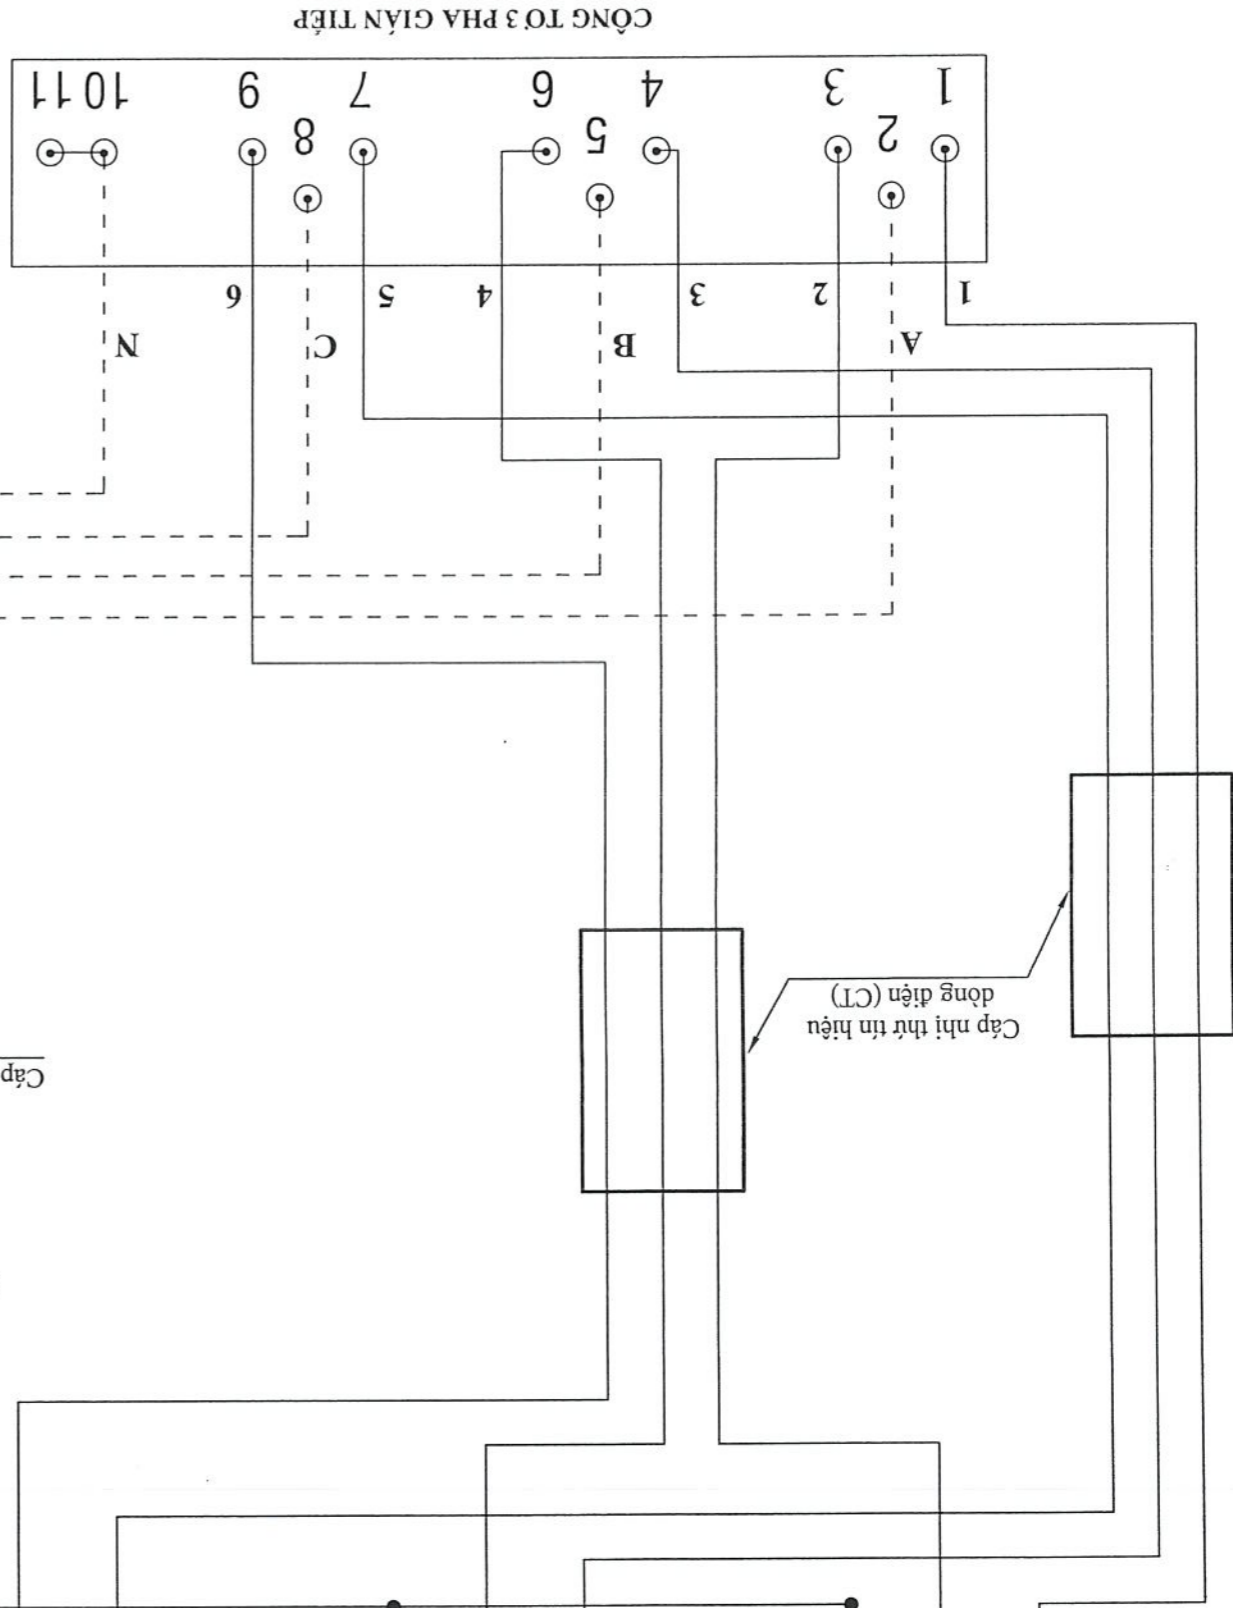 Cáp
Cáp nhị thứ tín hiệu
dòng điện (CT)
A B C N
1 2 3 4 5 6
1 2 3 4 5 6 7 8 9 10 11
CÔNG TƠ 3 PHA GIÁN TIẾP